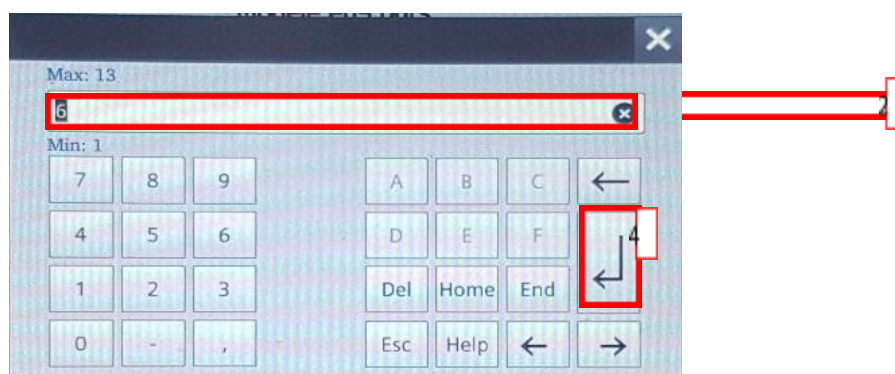 Max: 13
6
2
Min: 1
7 8 9 A B C ←
4 5 6 D E F 4
1 2 3 Del Home End ↵
0 - , Esc Help ← →